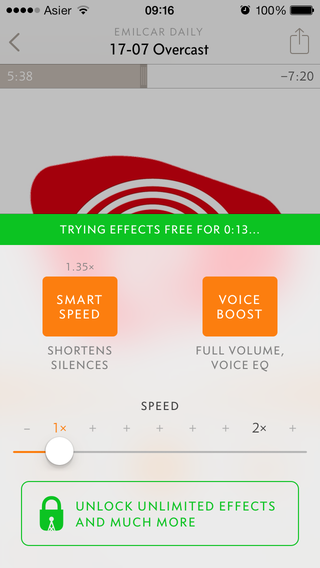 Asier 09:16 100%
EMILCAR DAILY
17-07 Overcast
5:38 −7:20
TRYING EFFECTS FREE FOR 0:13...
1.35×
SMART
SPEED
SHORTENS
SILENCES
VOICE
BOOST
FULL VOLUME,
VOICE EQ
SPEED
− 1× + + + + + 2× +
UNLOCK UNLIMITED EFFECTS
AND MUCH MORE